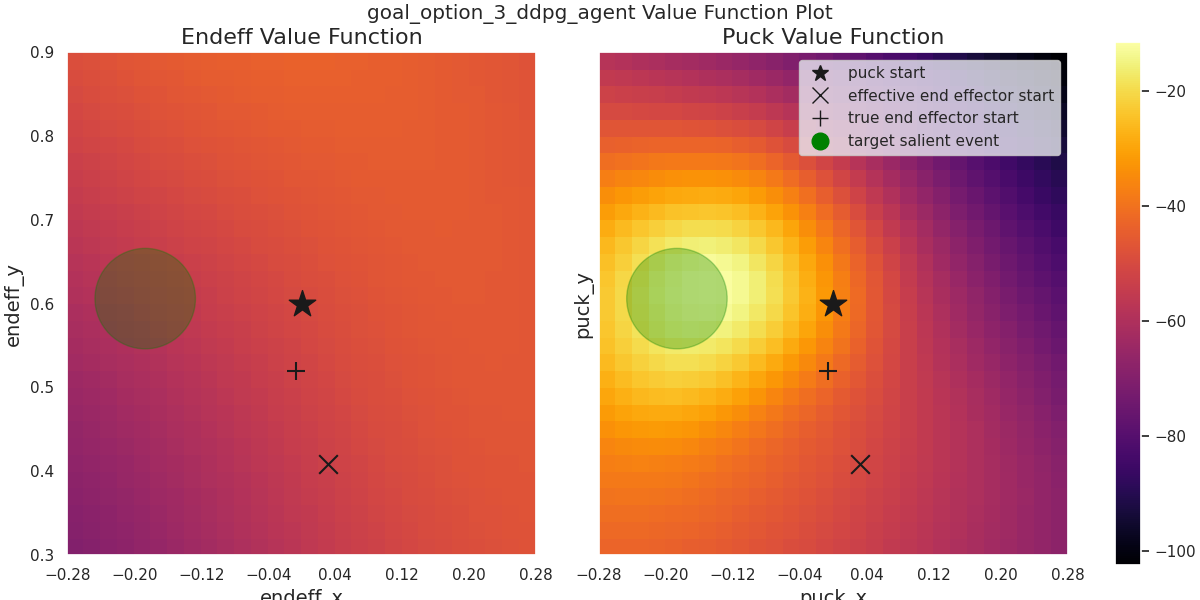 goal_option_3_ddpg_agent Value Function Plot
Endeff Value Function
Puck Value Function
endeff_y
0.9
0.8
0.7
0.6
0.5
0.4
0.3
−0.28 −0.20 −0.12 −0.04 0.04 0.12 0.20 0.28
endeff_x
puck_y
puck start
effective end effector start
true end effector start
target salient event
−0.28 −0.20 −0.12 −0.04 0.04 0.12 0.20 0.28
puck_x
−20
−40
−60
−80
−100